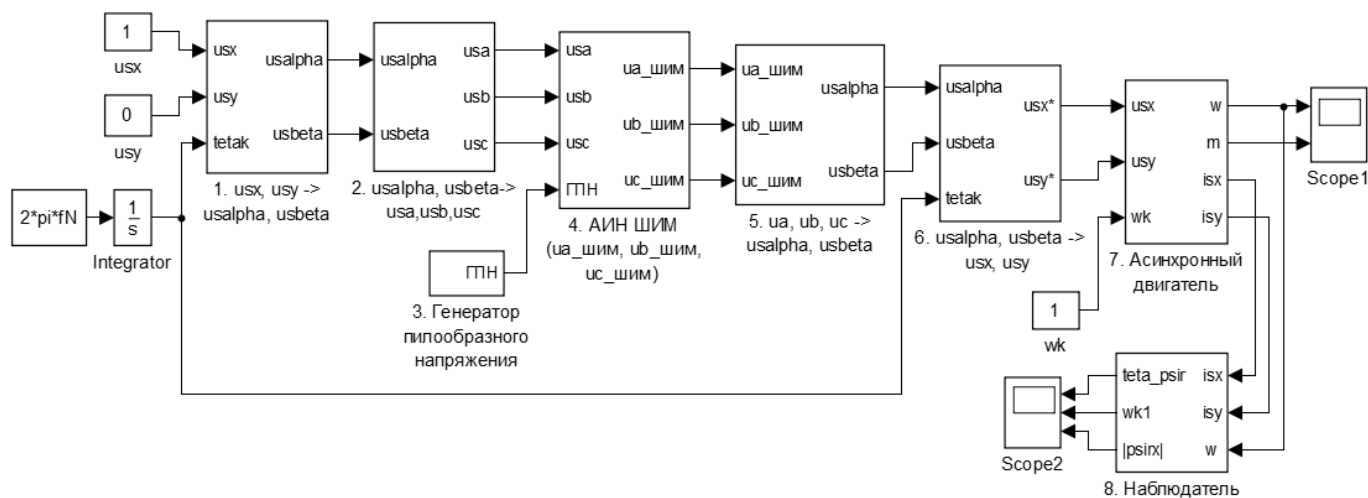 1
usx
0
usy
2*pi*fN
1
s
Integrator
usx
usy
tetak
usalpha
usbeta
1. usx, usy ->
usalpha, usbeta
usalpha
usbeta
usa
usb
usc
2. usalpha, usbeta->
usa,usb,usc
ГПН
3. Генератор
пилообразного
напряжения
usa
usb
usc
ГПН
ua_шим
ub_шим
uc_шим
4. АИН ШИМ
(ua_шим, ub_шим,
uc_шим)
ua_шим
ub_шим
uc_шим
usalpha
usbeta
5. ua, ub, uc ->
usalpha, usbeta
usalpha
usbeta
tetak
usx*
usy*
6. usalpha, usbeta ->
usx, usy
usx
usy
wk
w
m
isx
isy
7. Асинхронный
двигатель
Scope1
1
wk
teta_psir
wk1
|psirx|
isx
isy
w
8. Наблюдатель
Scope2